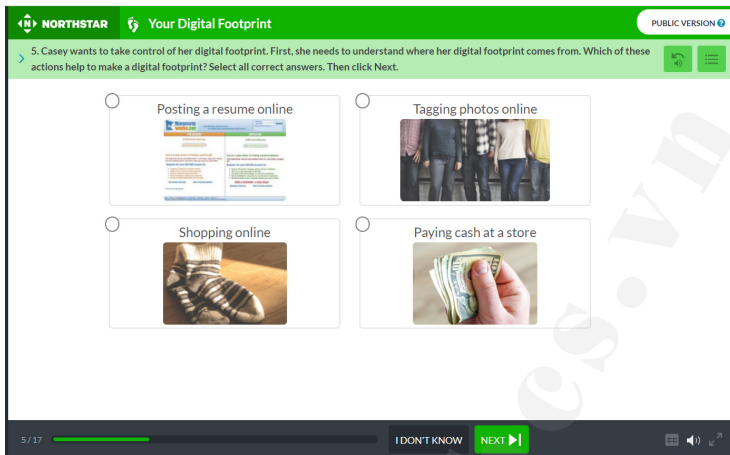 NORTHSTAR
Your Digital Footprint
PUBLIC VERSION ?
5. Casey wants to take control of her digital footprint. First, she needs to understand where her digital footprint comes from. Which of these
actions help to make a digital footprint? Select all correct answers. Then click Next.
Posting a resume online
Tagging photos online
Shopping online
Paying cash at a store
5 / 17
I DON'T KNOW
NEXT
cs.vn